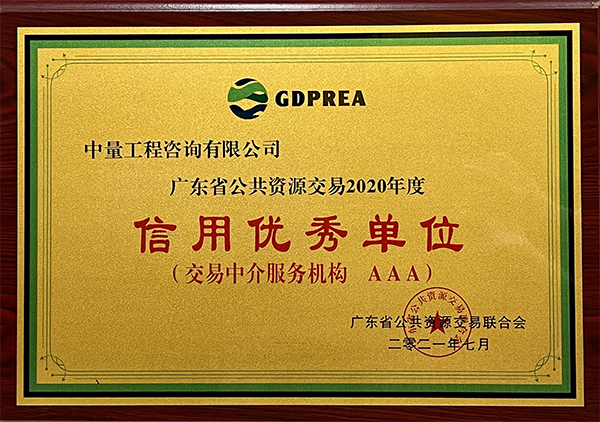 GDPREA
中量工程咨询有限公司
广东省公共资源交易2020年度
信用优秀单位
（交易中介服务机构 AAA）
广东省公共资源交易联合会
二零二一年七月